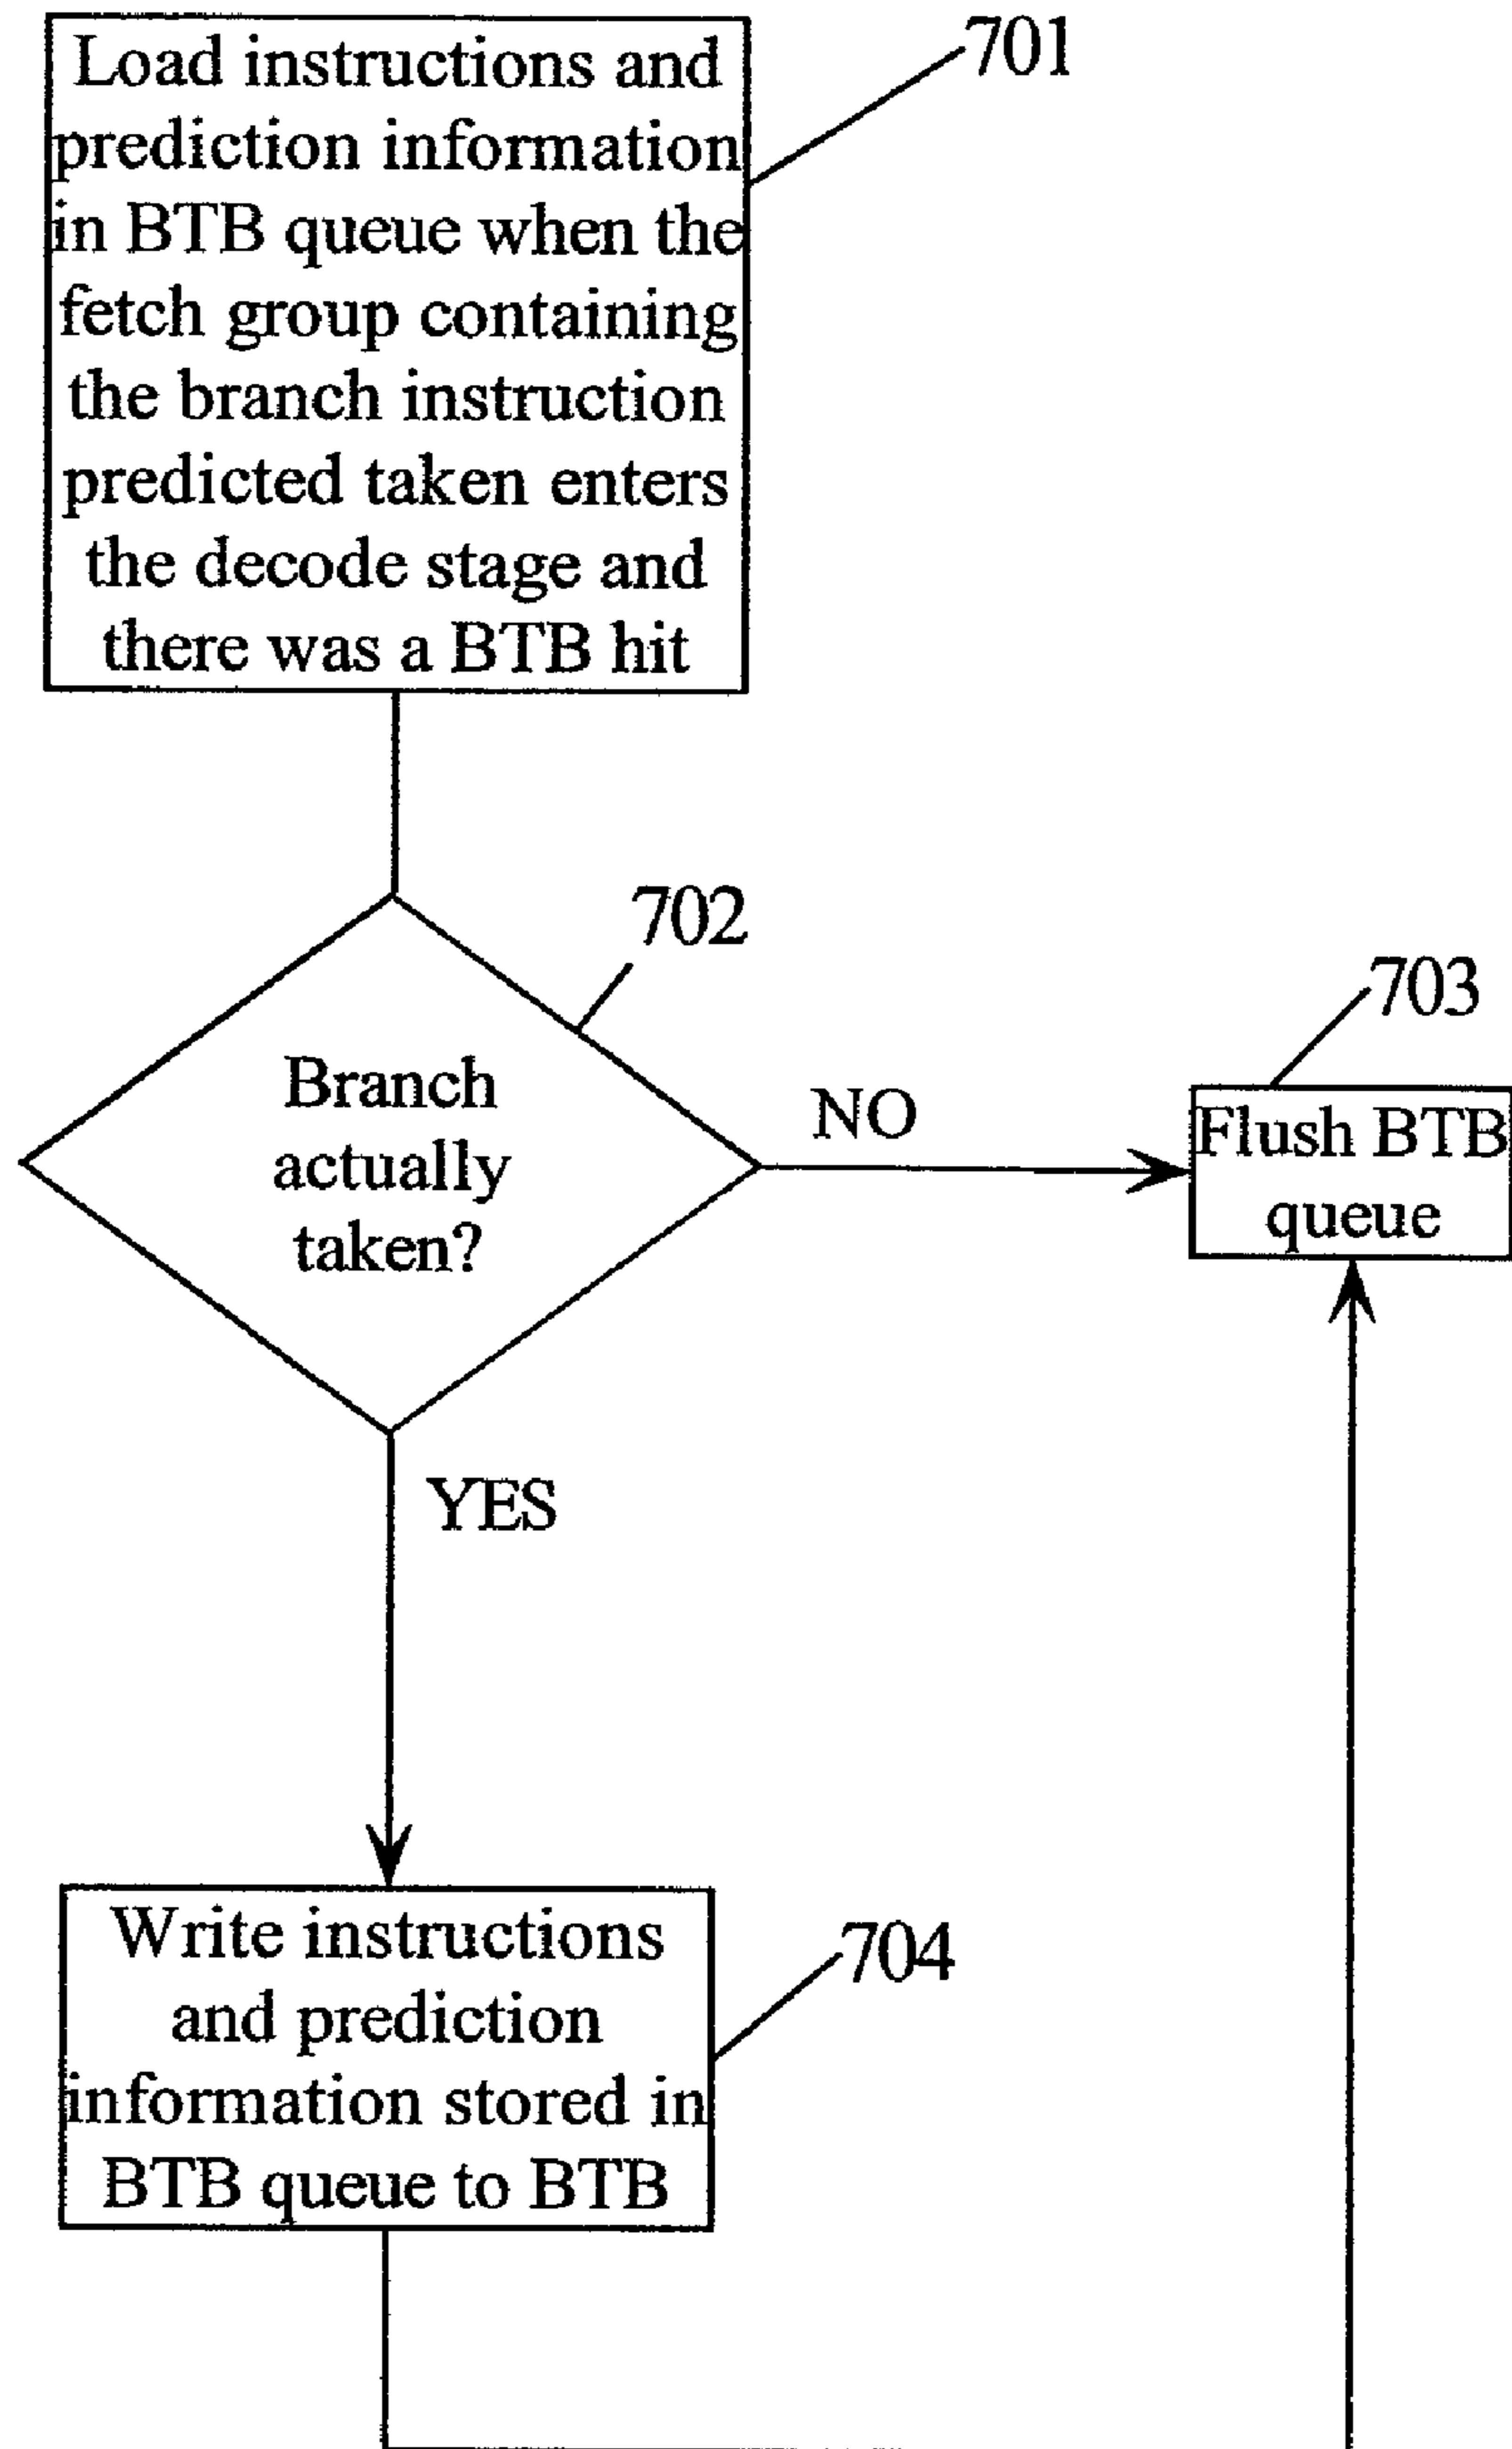 Load instructions and
prediction information
in BTB queue when the
fetch group containing
the branch instruction
predicted taken enters
the decode stage and
there was a BTB hit
701
702
Branch
actually
taken?
NO
703
Flush BTB
queue
YES
Write instructions
and prediction
information stored in
BTB queue to BTB
704